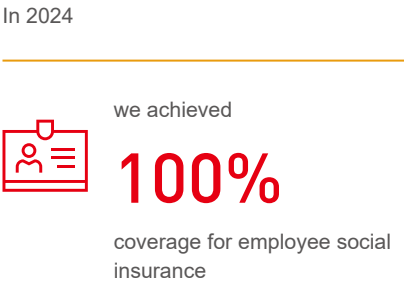 In 2024
we achieved
100%
coverage for employee social
insurance